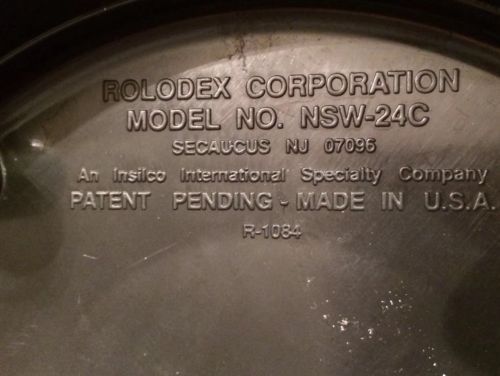 ROLODEX CORPORATION
MODEL NO. NSW-24C
SECAUCUS NJ 07096
An Insilco International Specialty Company
PATENT PENDING - MADE IN U.S.A.
R-1084